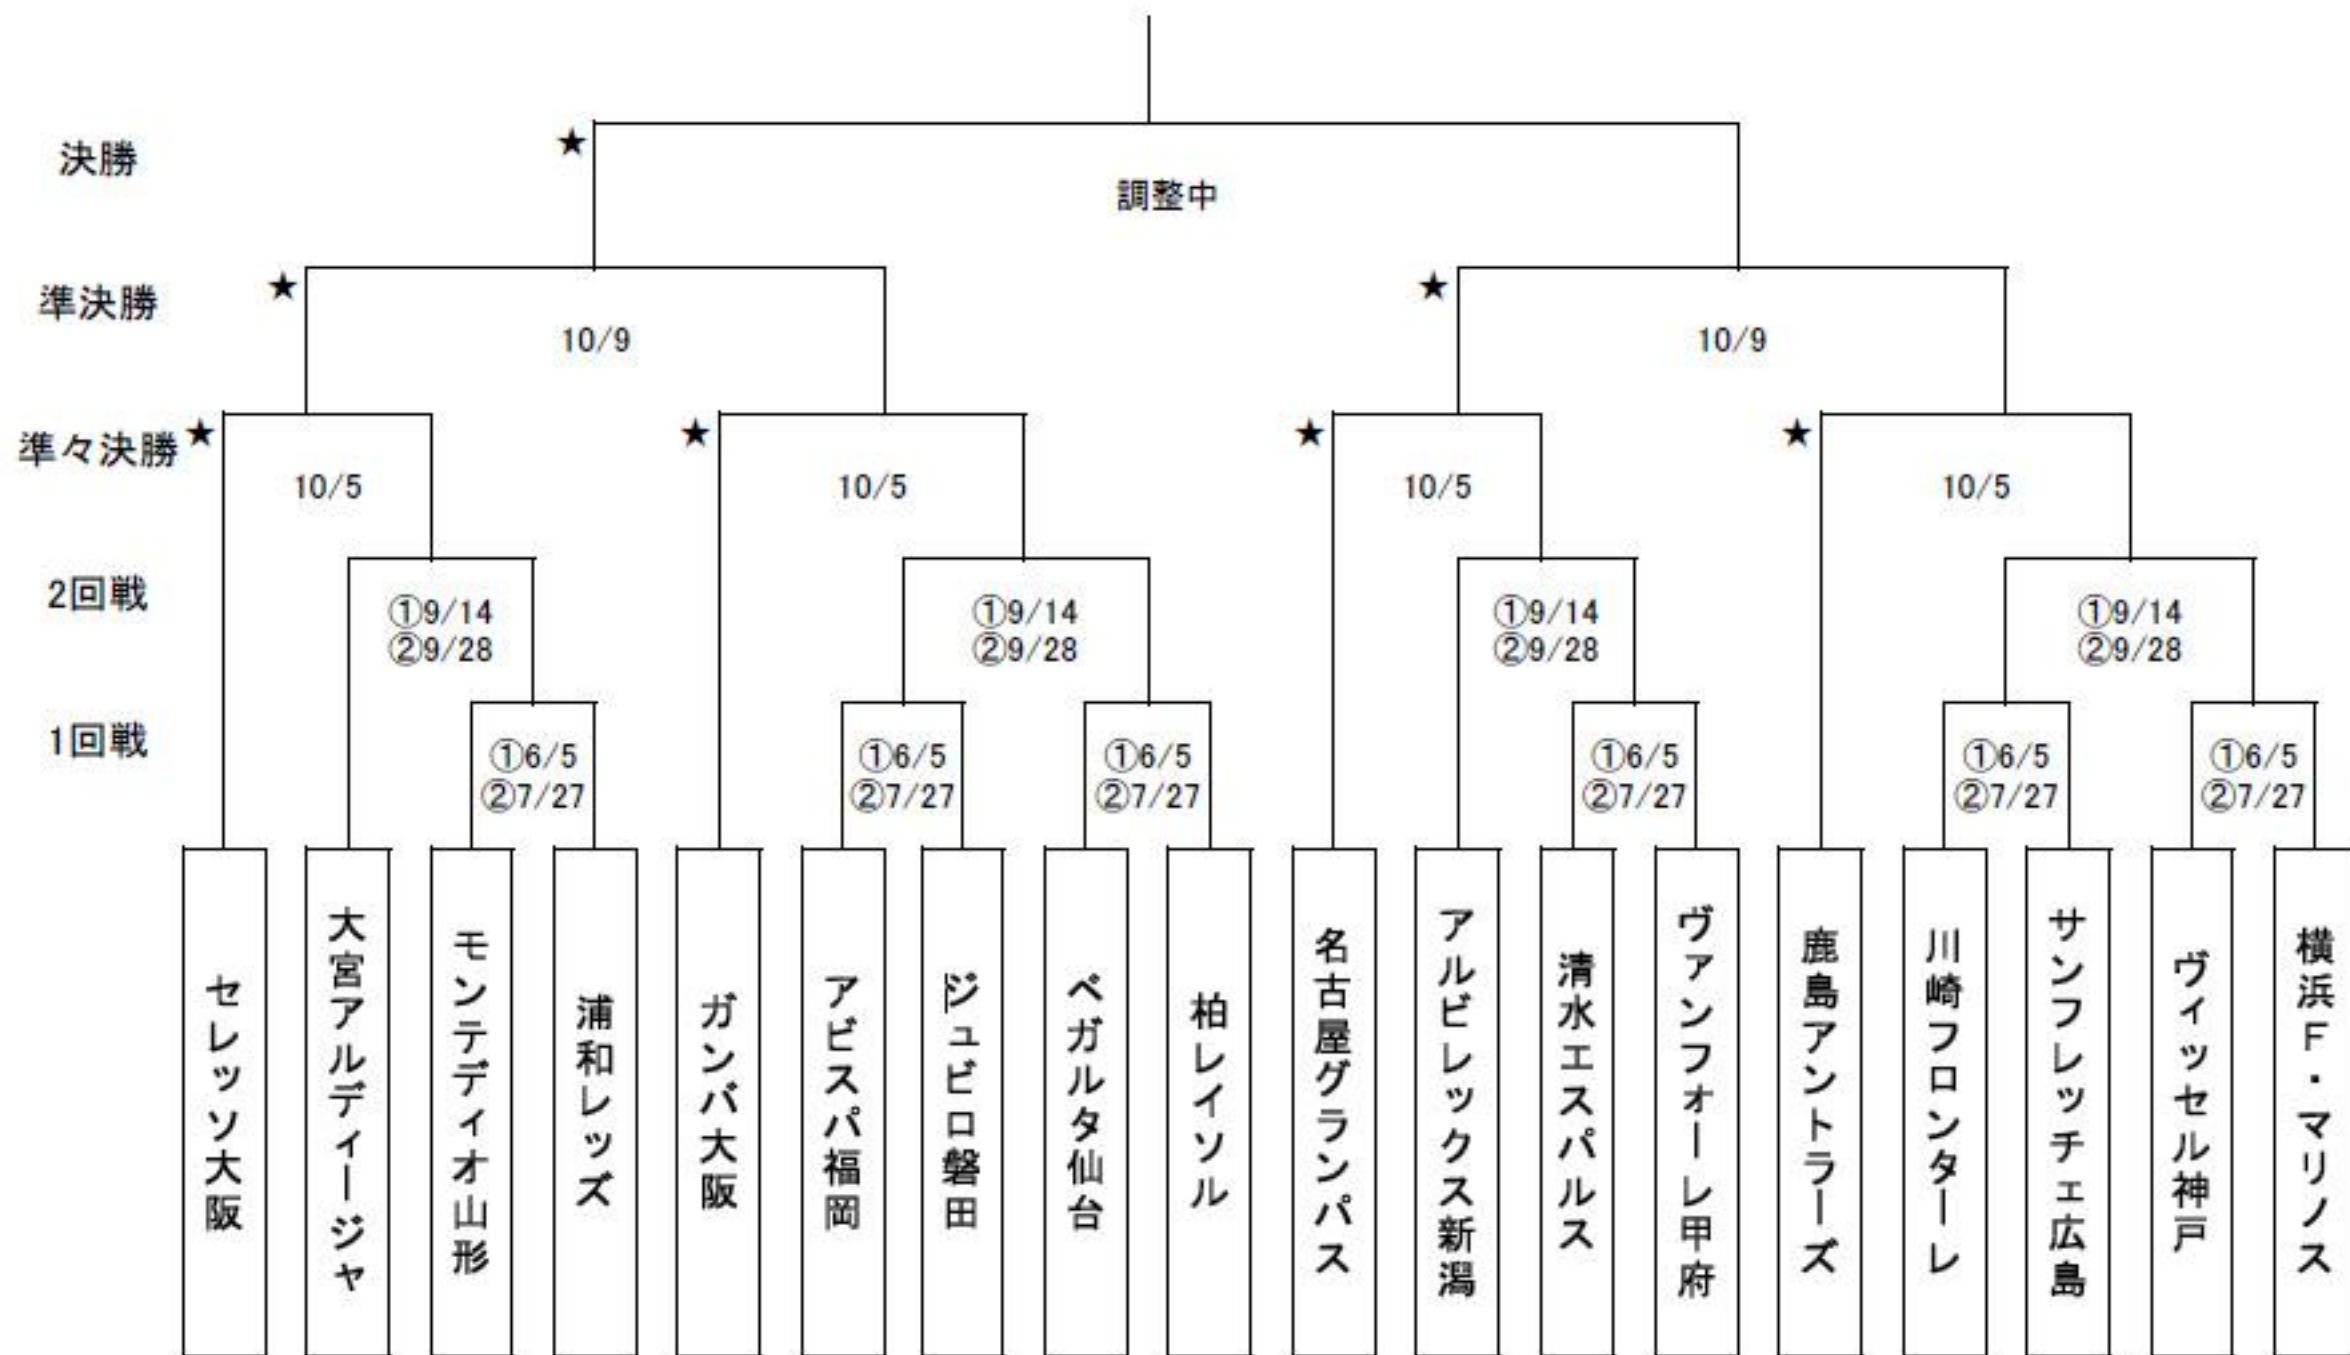 決勝
★
調整中
準決勝
★
10/9
★
10/9
準々決勝
★
10/5
★
10/5
★
10/5
★
10/5
2回戦
①9/14
②9/28
①9/14
②9/28
①9/14
②9/28
①9/14
②9/28
1回戦
①6/5
②7/27
①6/5
②7/27
①6/5
②7/27
①6/5
②7/27
①6/5
②7/27
①6/5
②7/27
セレッソ大阪
大宮アルディージャ
モンテディオ山形
浦和レッズ
ガンバ大阪
アビスパ福岡
ジュビロ磐田
ベガルタ仙台
柏レイソル
名古屋グランパス
アルビレックス新潟
清水エスパルス
ヴァンフォーレ甲府
鹿島アントラーズ
川崎フロンターレ
サンフレッチェ広島
ヴィッセル神戸
横浜F・マリノス